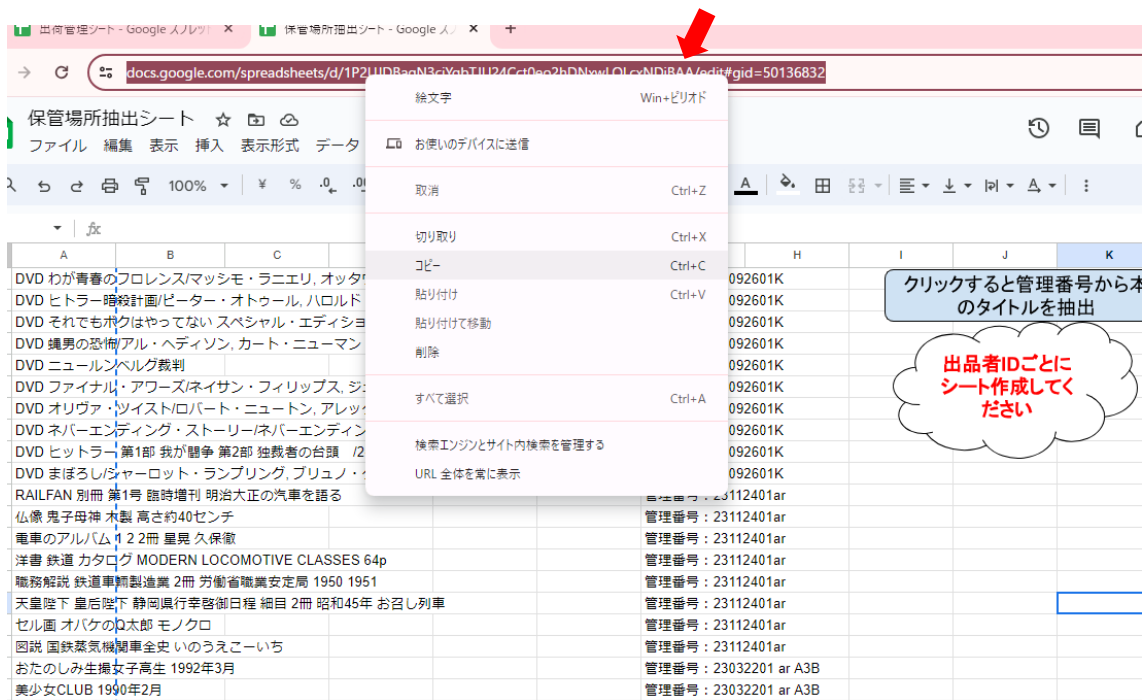 出荷管理シート - Google スプレッ
保管場所抽出シート - Google ス
docs.google.com/spreadsheets/d/ edit#gid=50136832
保管場所抽出シート
ファイル 編集 表示 挿入 表示形式 データ
100% ¥ % .0 .00 A
fx
A B C H I J K
絵文字 Win+ピリオド
お使いのデバイスに送信
取消 Ctrl+Z
切り取り Ctrl+X
コピー Ctrl+C
貼り付け Ctrl+V
貼り付けて移動
削除
すべて選択 Ctrl+A
検索エンジンとサイト内検索を管理する
URL 全体を常に表示
クリックすると管理番号から本
のタイトルを抽出
出品者IDごとに
シート作成してく
ださい
DVD わが青春のフロレンス/マッシモ・ラニエリ, オッタ 092601K
DVD ヒトラー暗殺計画/ピーター・オトゥール, ハロルド 092601K
DVD それでもボクはやってない スペシャル・エディショ 092601K
DVD 蝿男の恐怖/アル・ヘディソン, カート・ニューマン 092601K
DVD ニュールンベルグ裁判 092601K
DVD ファイナル・アワーズ/ネイサン・フィリップス, ジ 092601K
DVD オリヴァ・ツイスト/ロバート・ニュートン, アレッ 092601K
DVD ネバーエンディング・ストーリー/ネバーエンディン 092601K
DVD ヒットラー 第1部 我が闘争 第2部 独裁者の台頭 /2 092601K
DVD まぼろし/シャーロット・ランプリング, ブリュノ・ 092601K
RAILFAN 別冊 第1号 臨時増刊 明治大正の汽車を語る 管理番号：23112401ar
仏像 鬼子母神 木製 高さ約40センチ 管理番号：23112401ar
電車のアルバム 1 2 2冊 星晃 久保敏 管理番号：23112401ar
洋書 鉄道 カタログ MODERN LOCOMOTIVE CLASSES 64p 管理番号：23112401ar
職務解説 鉄道車輛製造業 2冊 労働省職業安定局 1950 1951 管理番号：23112401ar
天皇陛下 皇后陛下 静岡県行幸啓御日程 細目 2冊 昭和45年 お召し列車 管理番号：23112401ar
セル画 オバケのQ太郎 モノクロ 管理番号：23112401ar
図説 国鉄蒸気機関車全史 いのうえこーいち 管理番号：23112401ar
おたのしみ生撮女子高生 1992年3月 管理番号：23032201 ar A3B
美少女CLUB 1990年2月 管理番号：23032201 ar A3B